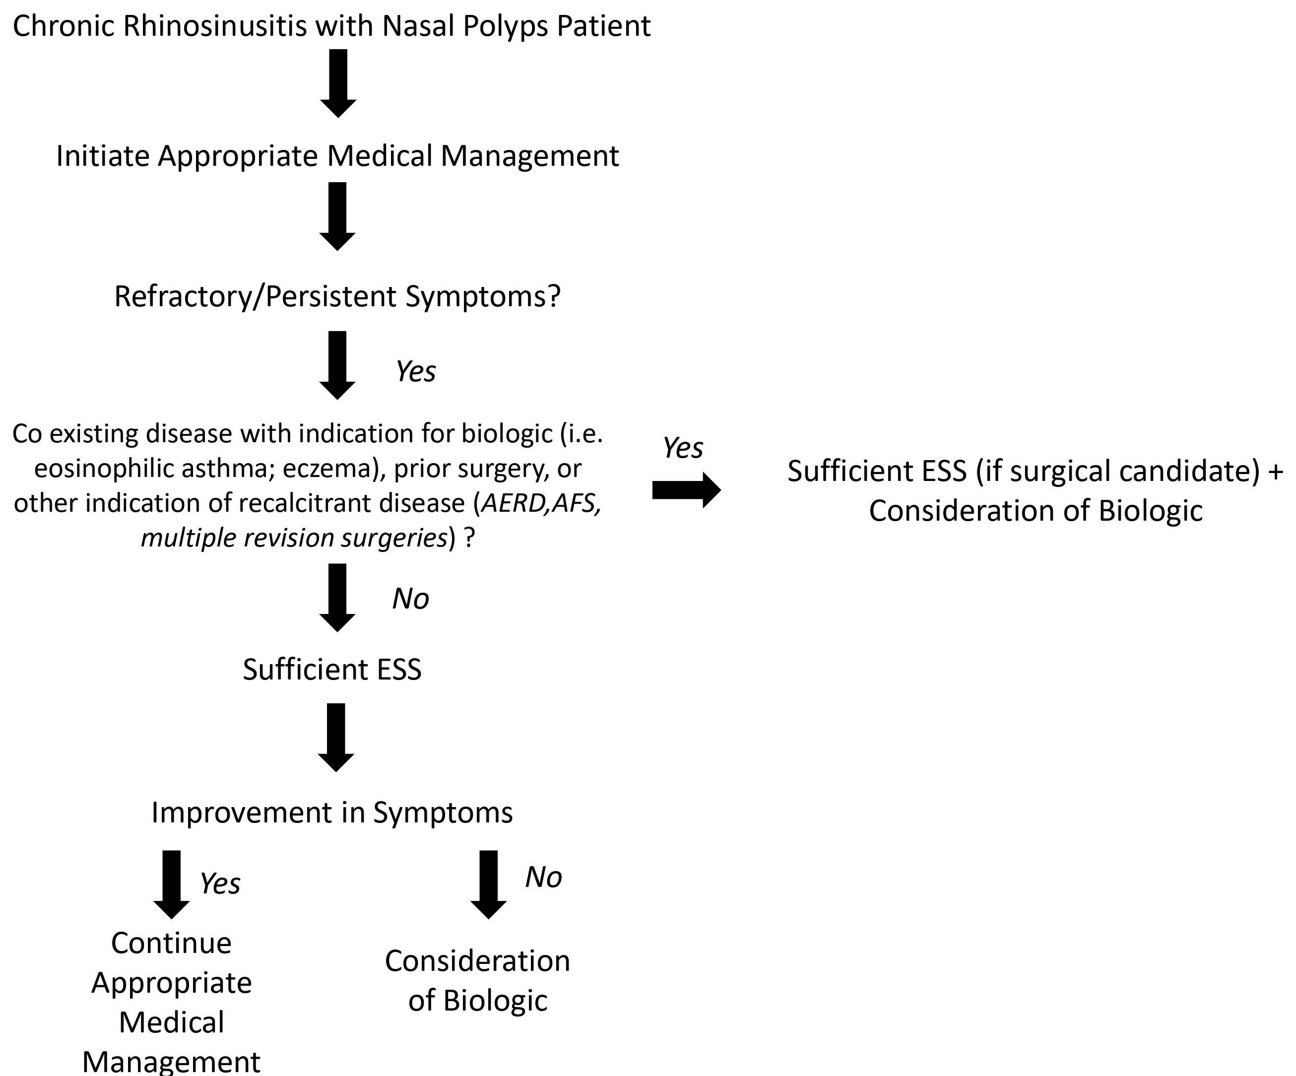 Chronic Rhinosinusitis with Nasal Polyps Patient
Initiate Appropriate Medical Management
Refractory/Persistent Symptoms?
Yes
Co existing disease with indication for biologic (i.e.
eosinophilic asthma; eczema), prior surgery, or
other indication of recalcitrant disease (AERD,AFS,
multiple revision surgeries) ?
Yes
Sufficient ESS (if surgical candidate) +
Consideration of Biologic
No
Sufficient ESS
Improvement in Symptoms
Yes
No
Continue
Appropriate
Medical
Management
Consideration
of Biologic